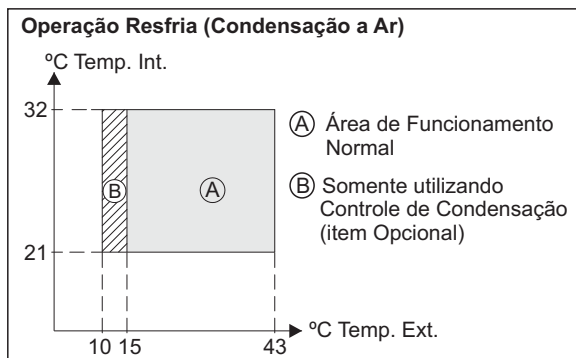 Operação Resfria (Condensação a Ar)
ºC Temp. Int.
32
21
B
A
A Área de Funcionamento
Normal
B Somente utilizando
Controle de Condensação
(item Opcional)
10 15 43
ºC Temp. Ext.